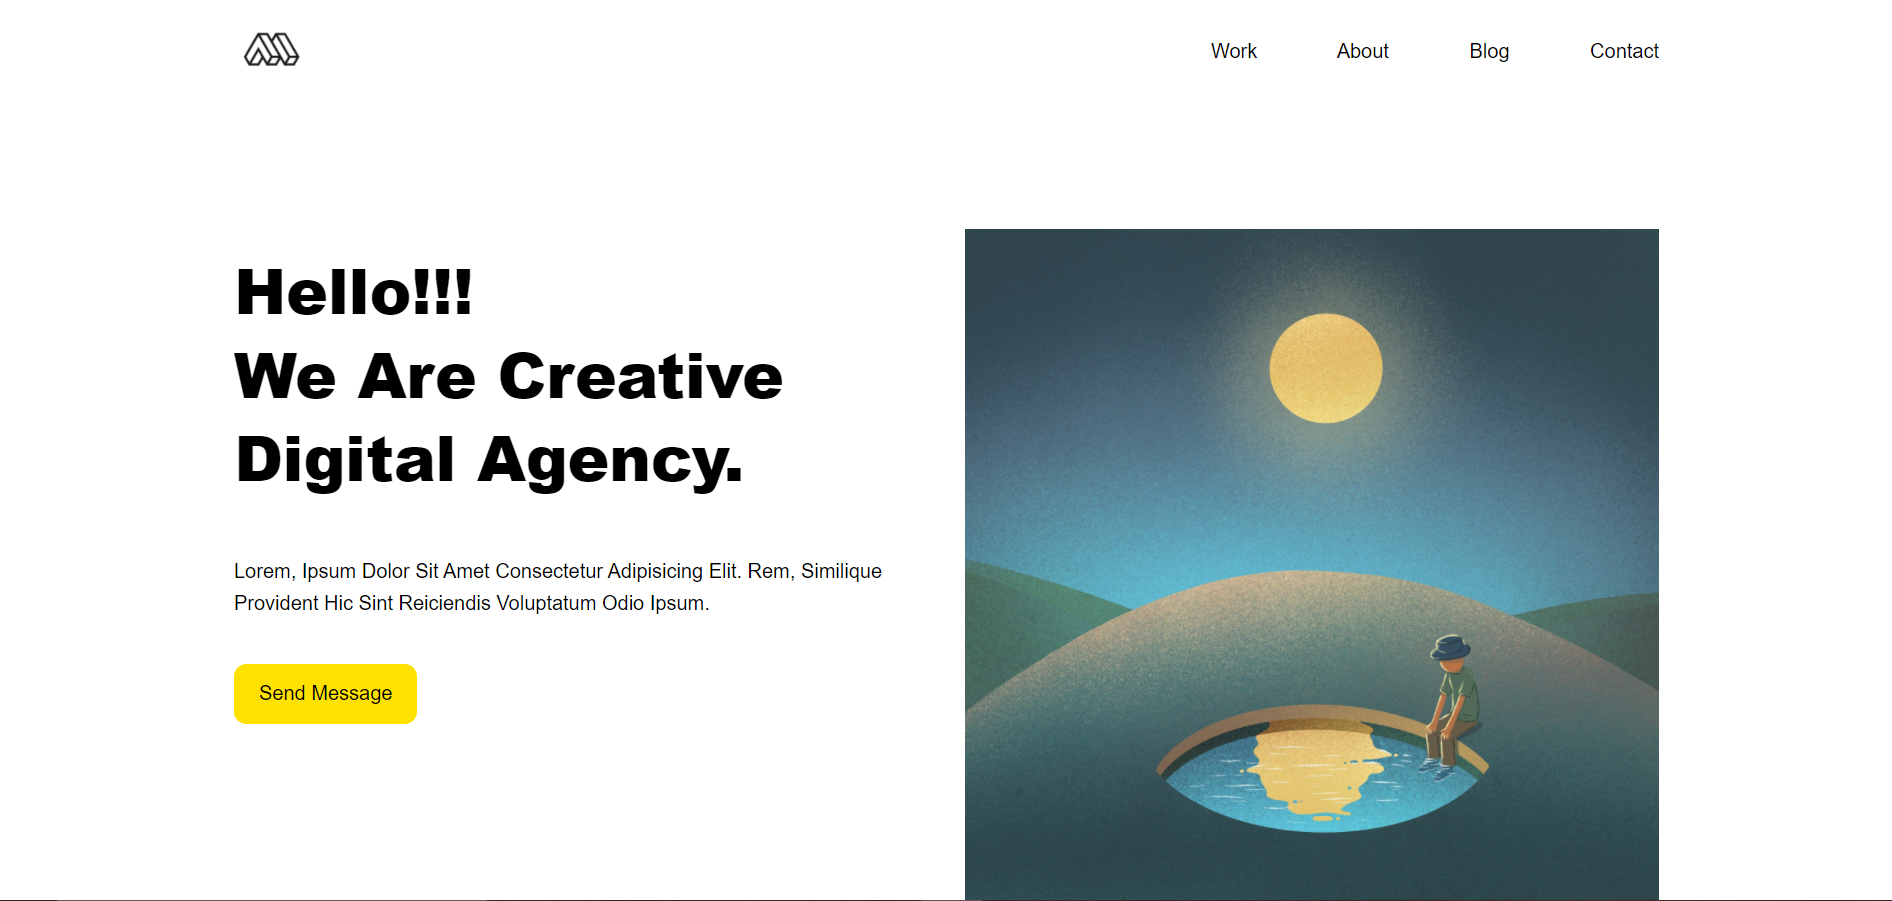 Work About Blog Contact
Hello!!!
We Are Creative
Digital Agency.
Lorem, Ipsum Dolor Sit Amet Consectetur Adipisicing Elit. Rem, Similique
Provident Hic Sint Reiciendis Voluptatum Odio Ipsum.
Send Message